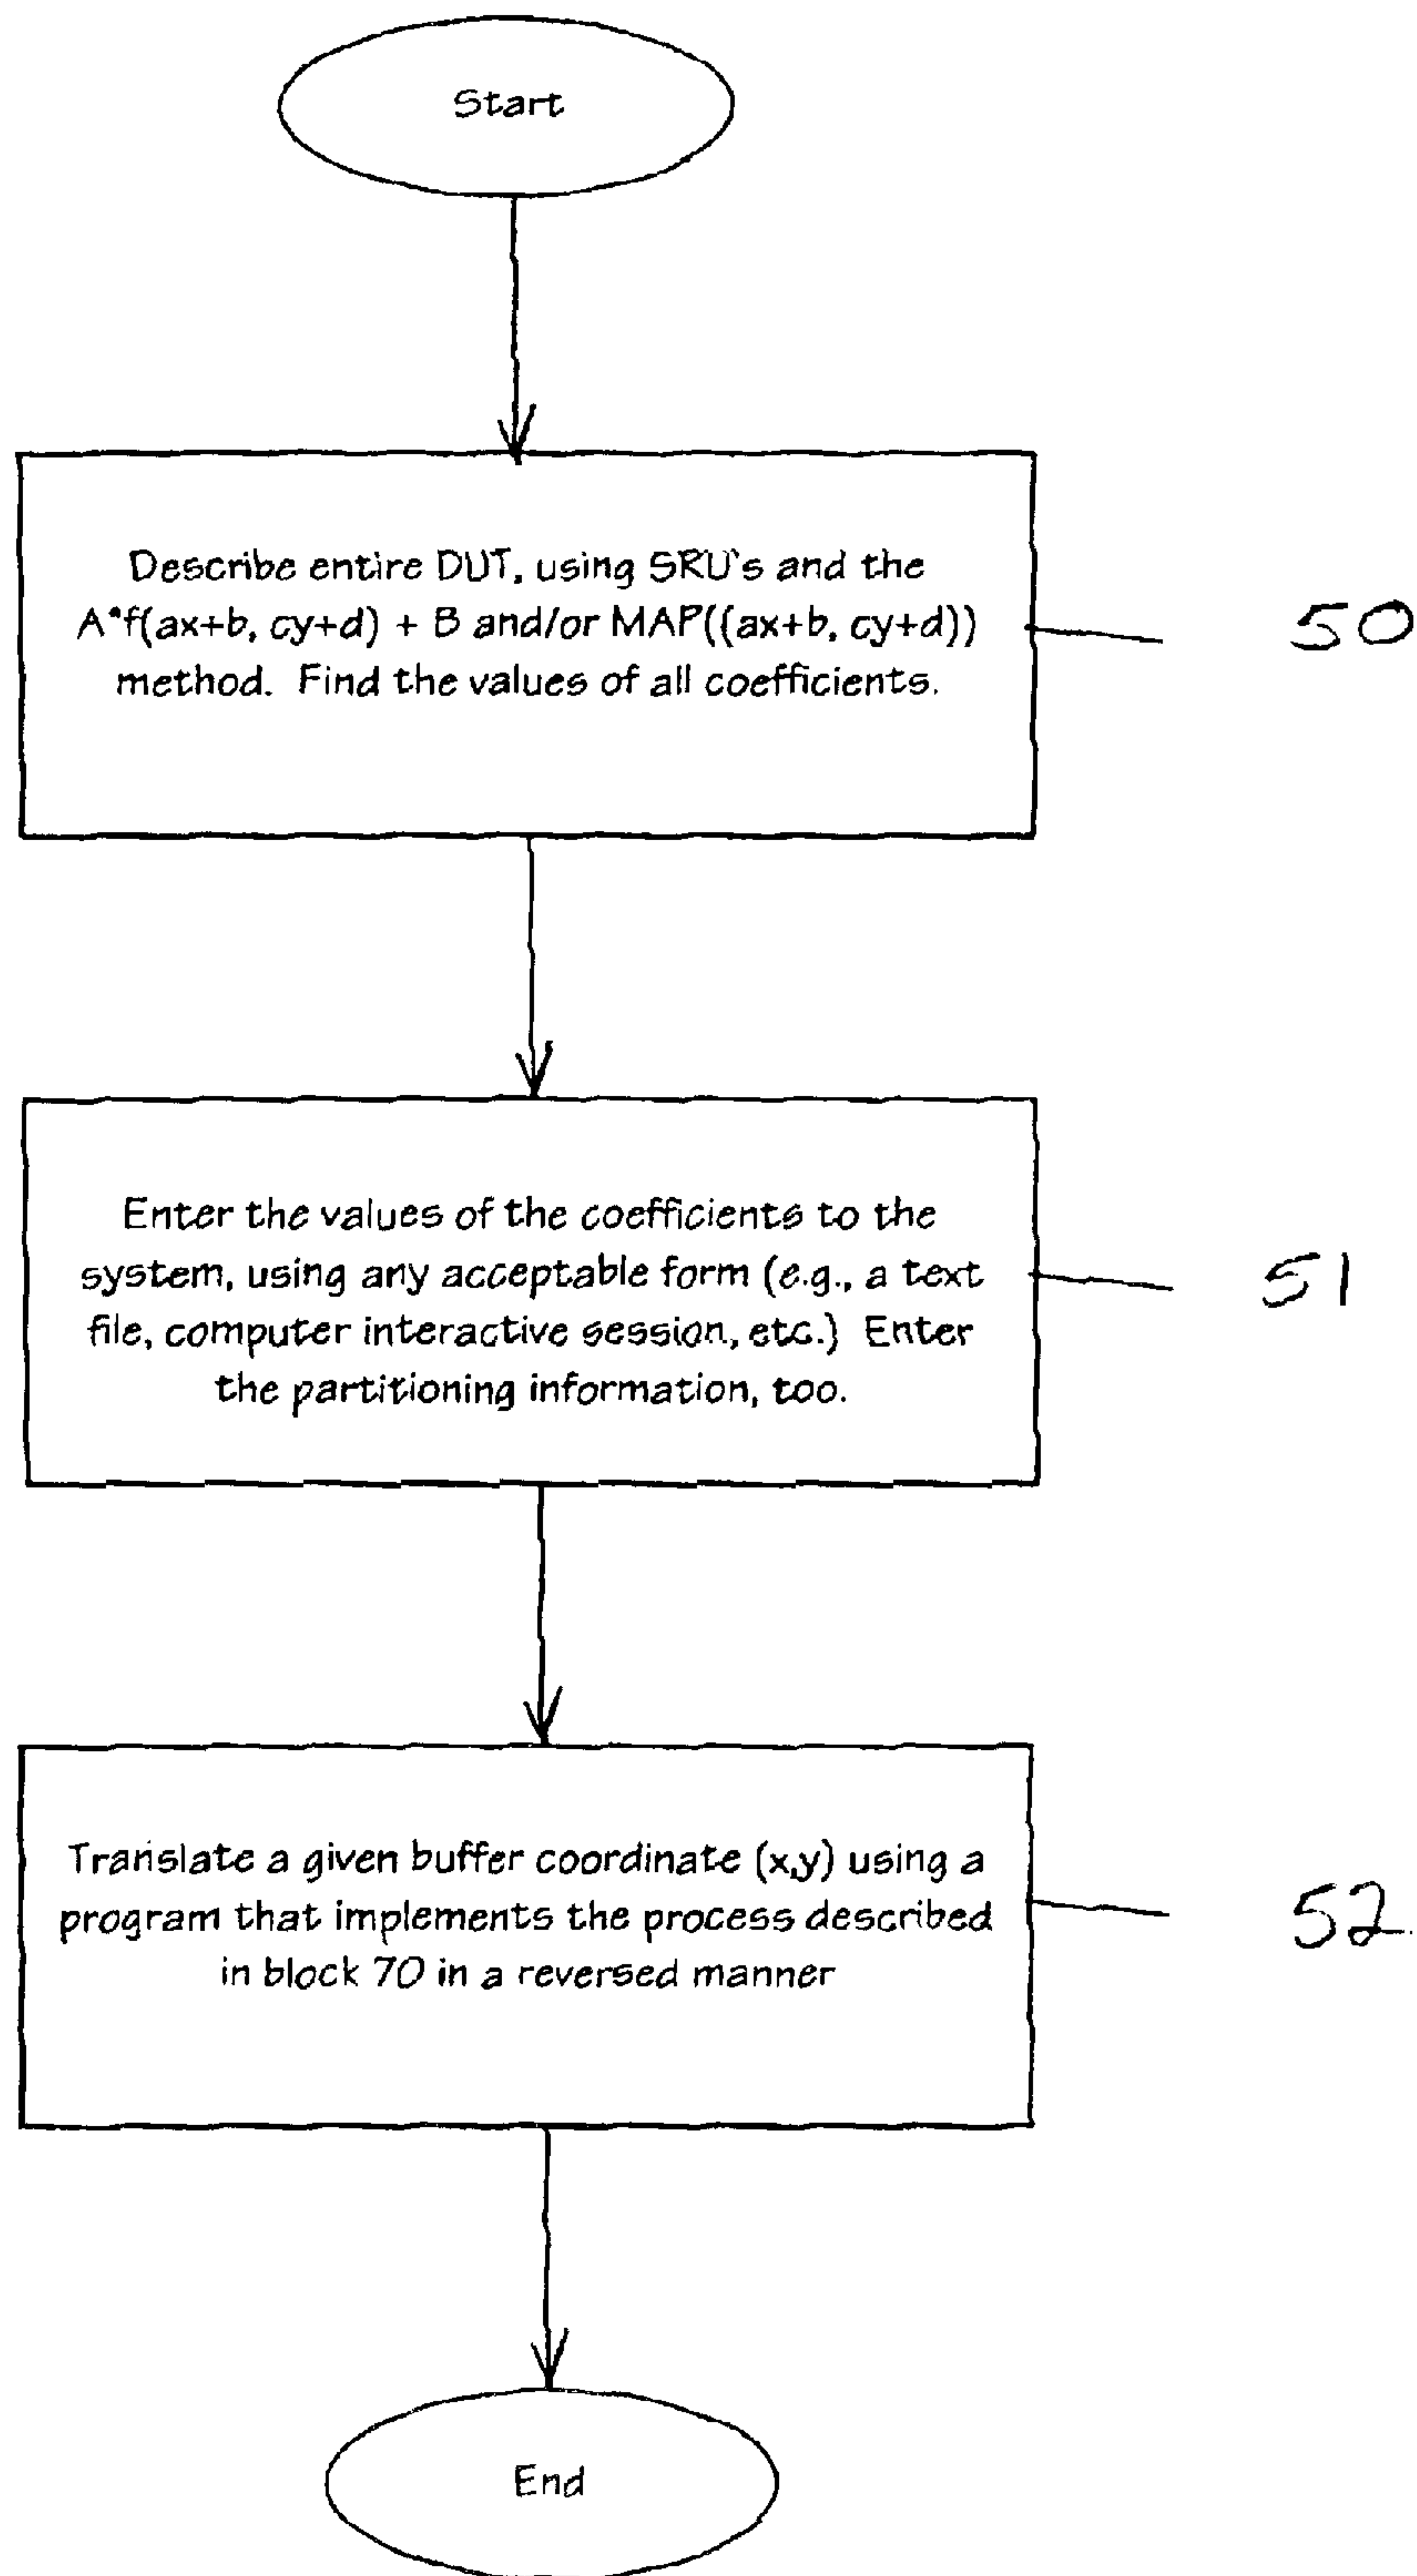 Start
Describe entire DUT, using SRU's and the
A*f(ax+b, cy+d) + B and/or MAP((ax+b, cy+d))
method. Find the values of all coefficients.
50
Enter the values of the coefficients to the
system, using any acceptable form (e.g., a text
file, computer interactive session, etc.) Enter
the partitioning information, too.
51
Translate a given buffer coordinate (x,y) using a
program that implements the process described
in block 70 in a reversed manner
52
End